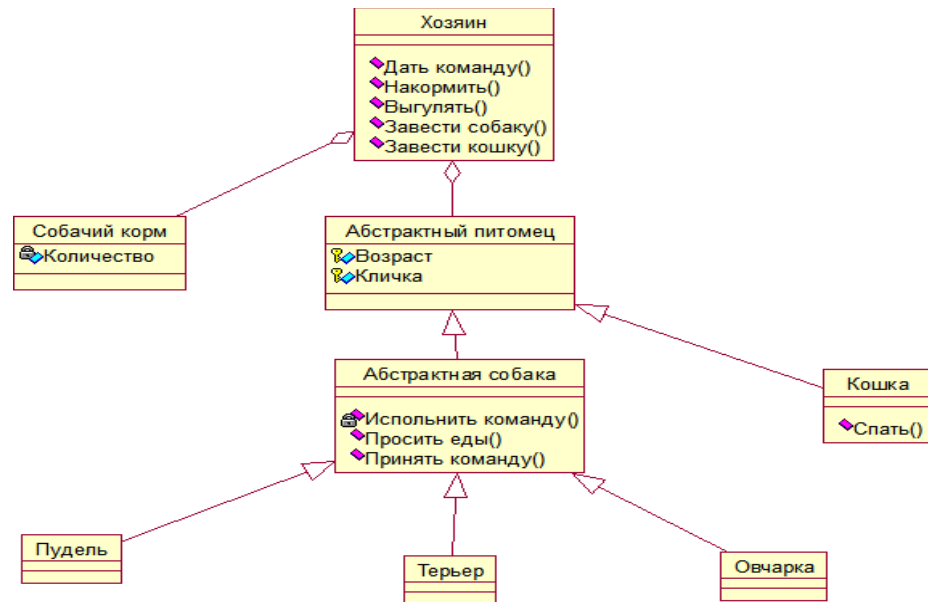 Хозяин
Дать команду()
Накормить()
Выгулять()
Завести собаку()
Завести кошку()
Собачий корм
Количество
Абстрактный питомец
Возраст
Кличка
Абстрактная собака
Испольнить команду()
Просить еды()
Принять команду()
Кошка
Спать()
Пудель
Терьер
Овчарка